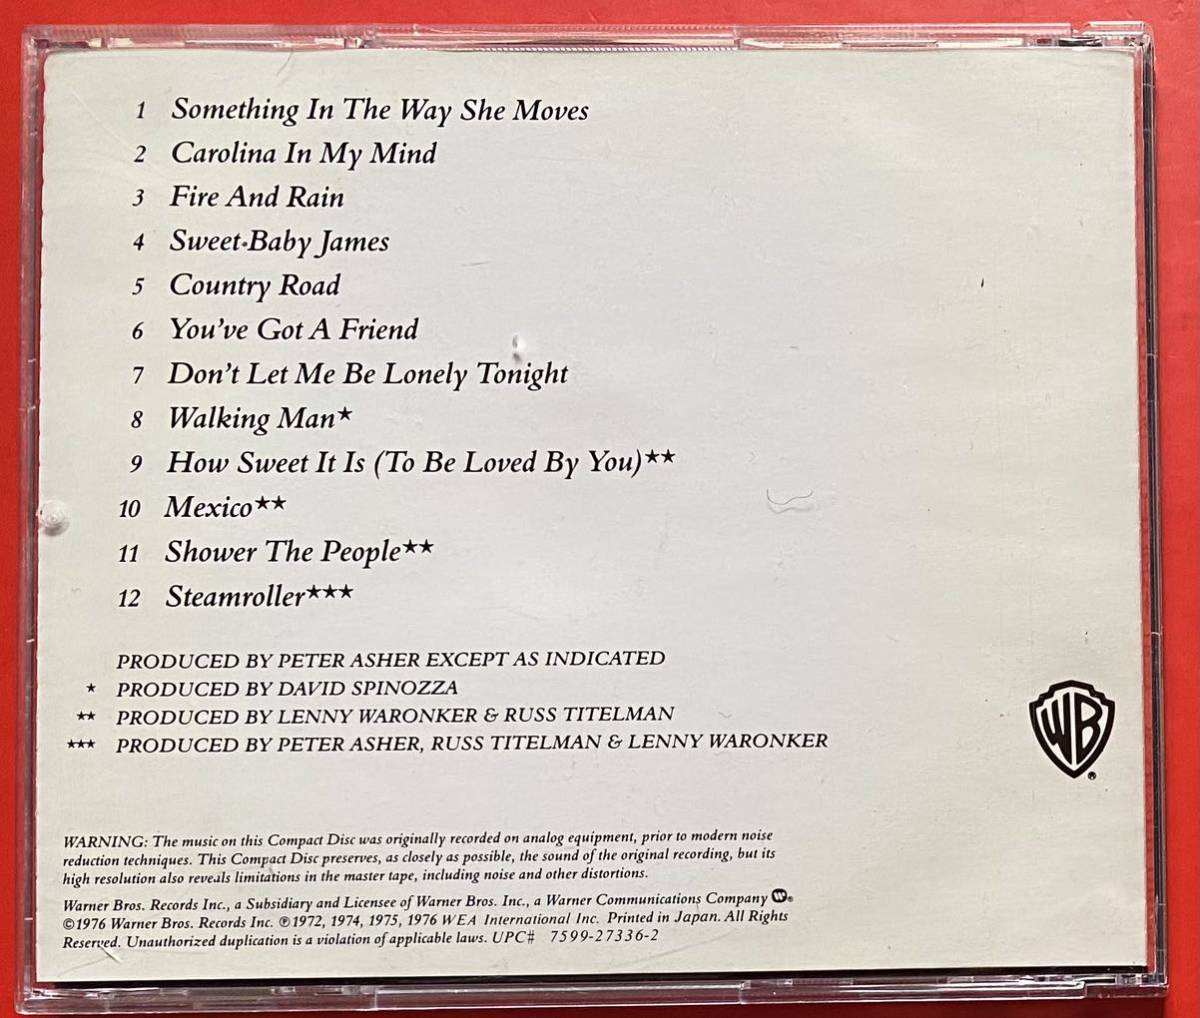 1 Something In The Way She Moves
2 Carolina In My Mind
3 Fire And Rain
4 Sweet Baby James
5 Country Road
6 You've Got A Friend
7 Don't Let Me Be Lonely Tonight
8 Walking Man★
9 How Sweet It Is (To Be Loved By You)★★
10 Mexico★★
11 Shower The People★★
12 Steamroller★★★
PRODUCED BY PETER ASHER EXCEPT AS INDICATED
★ PRODUCED BY DAVID SPINOZZA
★★ PRODUCED BY LENNY WARONKER & RUSS TITELMAN
★★★ PRODUCED BY PETER ASHER, RUSS TITELMAN & LENNY WARONKER
WB®
WARNING: The music on this Compact Disc was originally recorded on analog equipment, prior to modern noise
reduction techniques. This Compact Disc preserves, as closely as possible, the sound of the original recording, but its
high resolution also reveals limitations in the master tape, including noise and other distortions.
Warner Bros. Records Inc., a Subsidiary and Licensee of Warner Bros. Inc., a Warner Communications Company
©1976 Warner Bros. Records Inc. ℗1972, 1974, 1975, 1976 WEA International Inc. Printed in Japan. All Rights
Reserved. Unauthorized duplication is a violation of applicable laws. UPC# 7599-27336-2